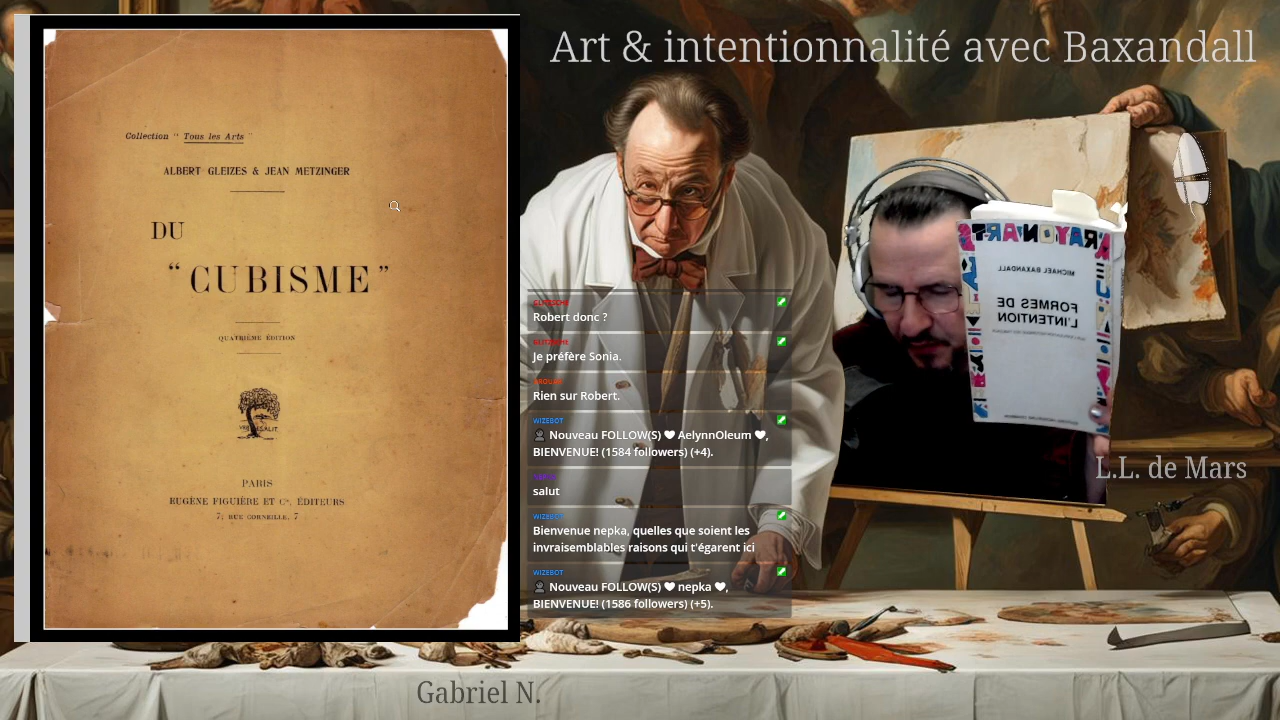 Art & intentionnalité avec Baxandall
Collection " Tous les Arts "
ALBERT GLEIZES & JEAN METZINGER
DU
“ CUBISME ”
QUATRIÈME ÉDITION
PARIS
EUGÈNE FIGUIÈRE ET Cie, ÉDITEURS
7, RUE CORNEILLE, 7
Robert donc ?
Je préfère Sonia.
Rien sur Robert.
WIZEBOT
Nouveau FOLLOW(S) ♥ AelynnOleum ♥,
BIENVENUE! (1584 followers) (+4).
salut
WIZEBOT
Bienvenue nepka, quelles que soient les
invraisemblables raisons qui t'égarent ici
WIZEBOT
Nouveau FOLLOW(S) ♥ nepka ♥,
BIENVENUE! (1586 followers) (+5).
RAYON ART
MICHAEL BAXANDALL
FORMES DE
L'INTENTION
L.L. de Mars
Gabriel N.